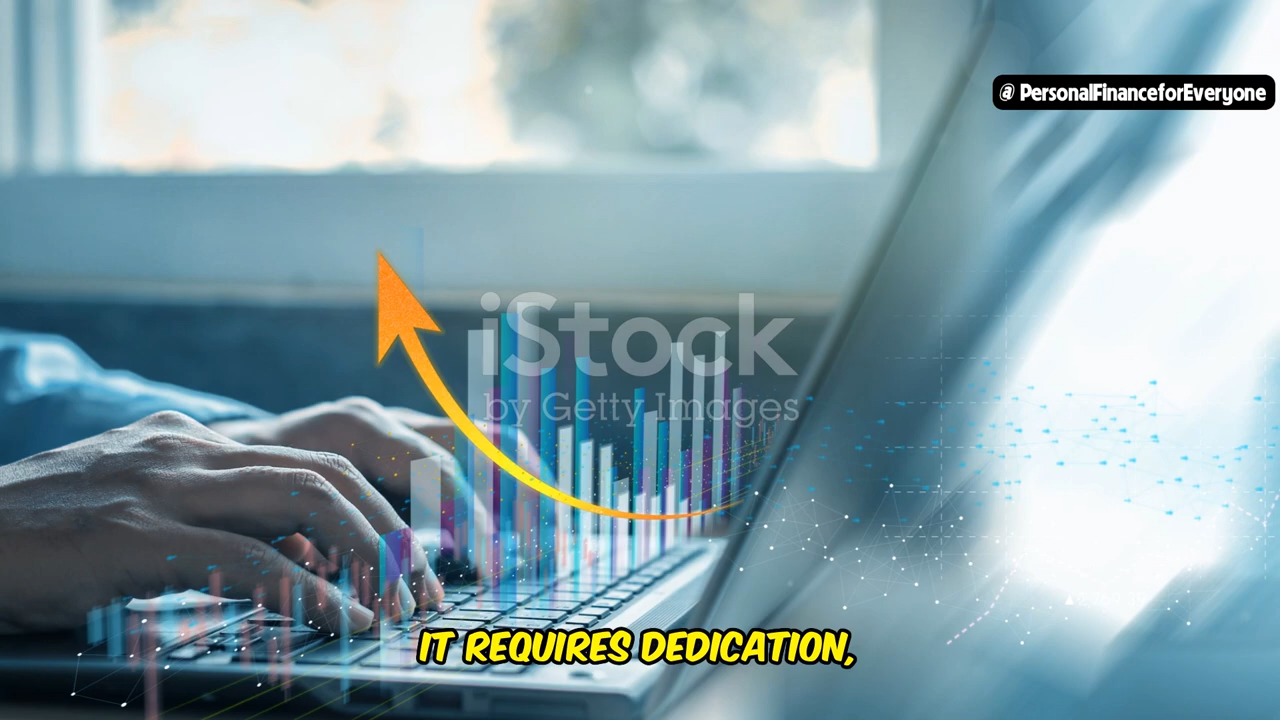 @ PersonalFinanceforEveryone
iStock
by Getty Images
IT REQUIRES DEDICATION,